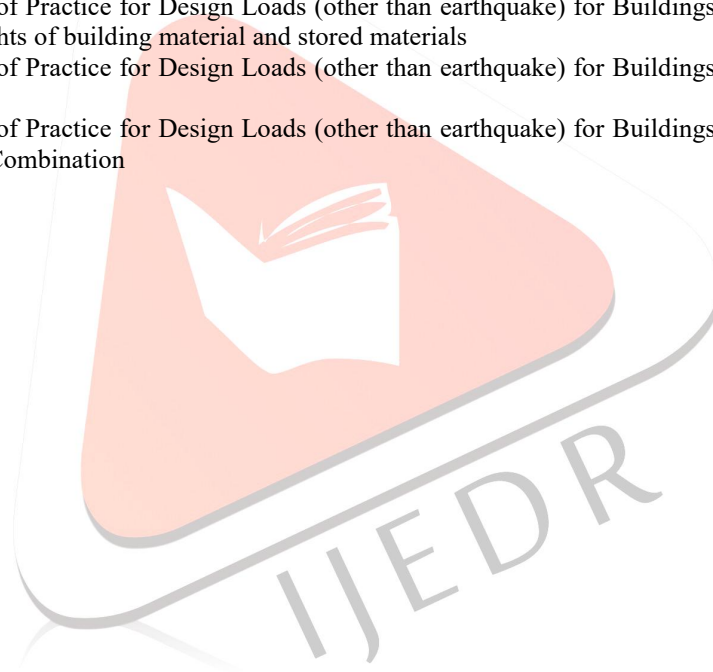 of Practice for Design Loads (other than earthquake) for Buildings
hts of building material and stored materials
of Practice for Design Loads (other than earthquake) for Buildings
of Practice for Design Loads (other than earthquake) for Buildings
Combination
IJEDR